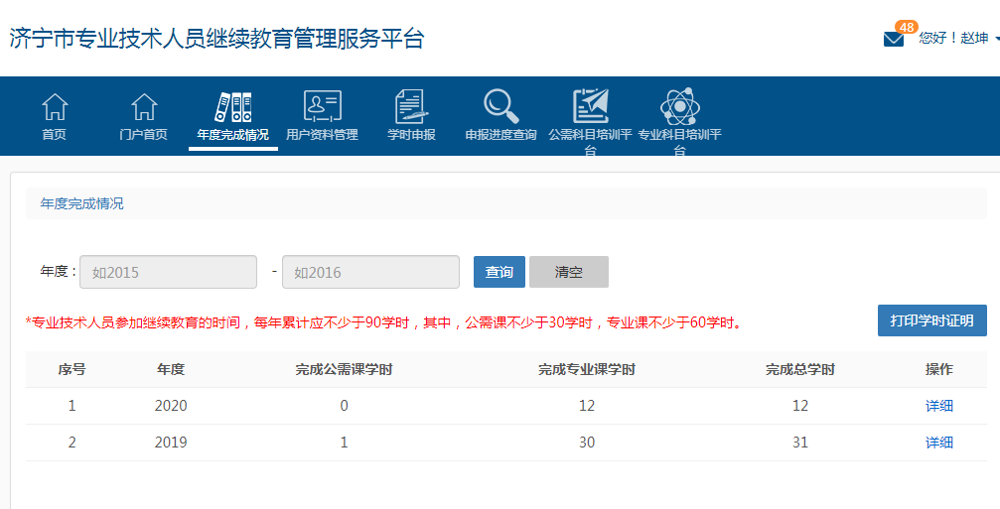 济宁市专业技术人员继续教育管理服务平台
48
您好！赵坤
首页 门户首页 年度完成情况 用户资料管理 学时申报 申报进度查询 公需科目培训平台 专业科目培训平台
年度完成情况
年度： 如2015 - 如2016 查询 清空
*专业技术人员参加继续教育的时间，每年累计应不少于90学时，其中，公需课不少于30学时，专业课不少于60学时。
打印学时证明
序号 年度 完成公需课学时 完成专业课学时 完成总学时 操作
1 2020 0 12 12 详细
2 2019 1 30 31 详细